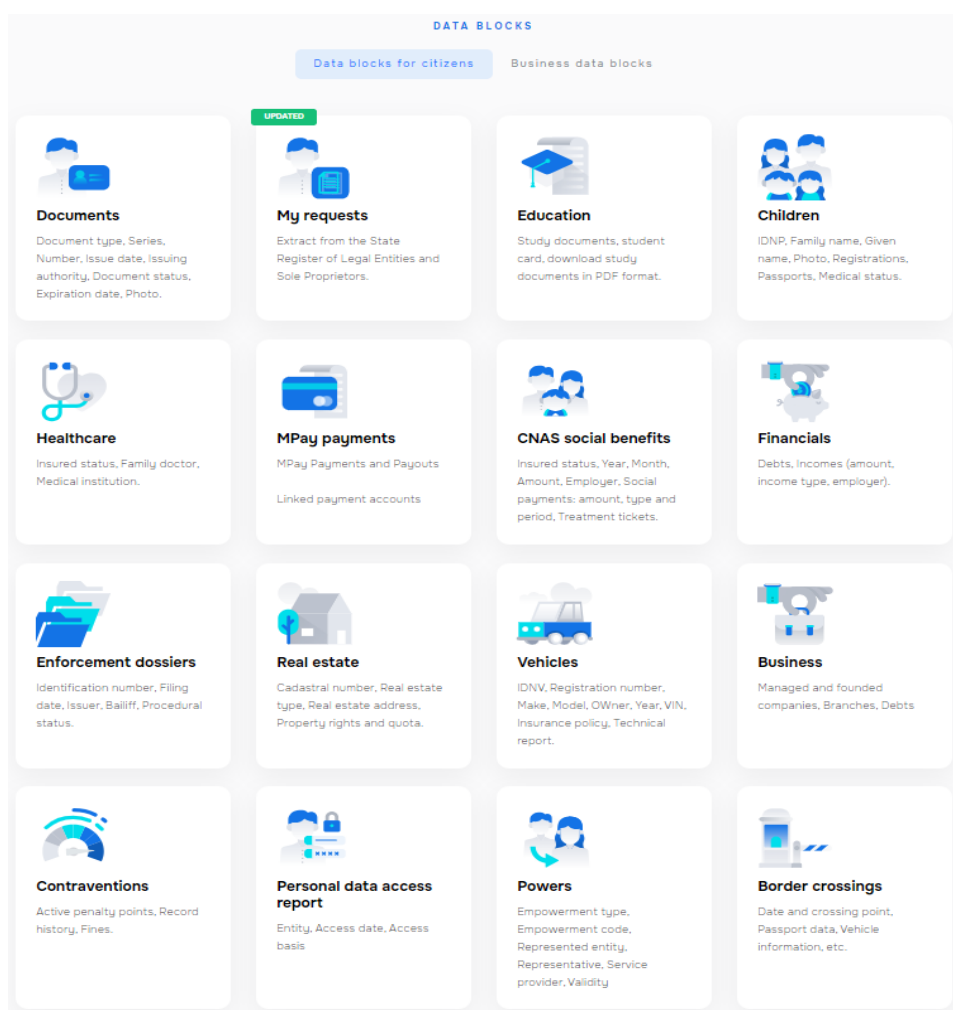 DATA BLOCKS
Data blocks for citizens
Business data blocks
UPDATED
Documents
Document type, Series,
Number, Issue date, Issuing
authority, Document status,
Expiration date, Photo.
My requests
Extract from the State
Register of Legal Entities and
Sole Proprietors.
Education
Study documents, student
card, download study
documents in PDF format.
Children
IDNP, Family name, Given
name, Photo, Registrations,
Passports, Medical status.
Healthcare
Insured status, Family doctor,
Medical institution.
MPay payments
MPay Payments and Payouts
Linked payment accounts
CNAS social benefits
Insured status, Year, Month,
Amount, Employer, Social
payments: amount, type and
period, Treatment tickets.
Financials
Debts, Incomes (amount,
income type, employer).
Enforcement dossiers
Identification number, Filing
date, Issuer, Bailiff, Procedural
status.
Real estate
Cadastral number, Real estate
type, Real estate address,
Property rights and quota.
Vehicles
IDNV, Registration number,
Make, Model, OWner, Year, VIN,
Insurance policy, Technical
report.
Business
Managed and founded
companies, Branches, Debts
Contraventions
Active penalty points, Record
history, Fines.
Personal data access
report
Entity, Access date, Access
basis
Powers
Empowerment type,
Empowerment code,
Represented entity,
Representative, Service
provider, Validity
Border crossings
Date and crossing point,
Passport data, Vehicle
information, etc.